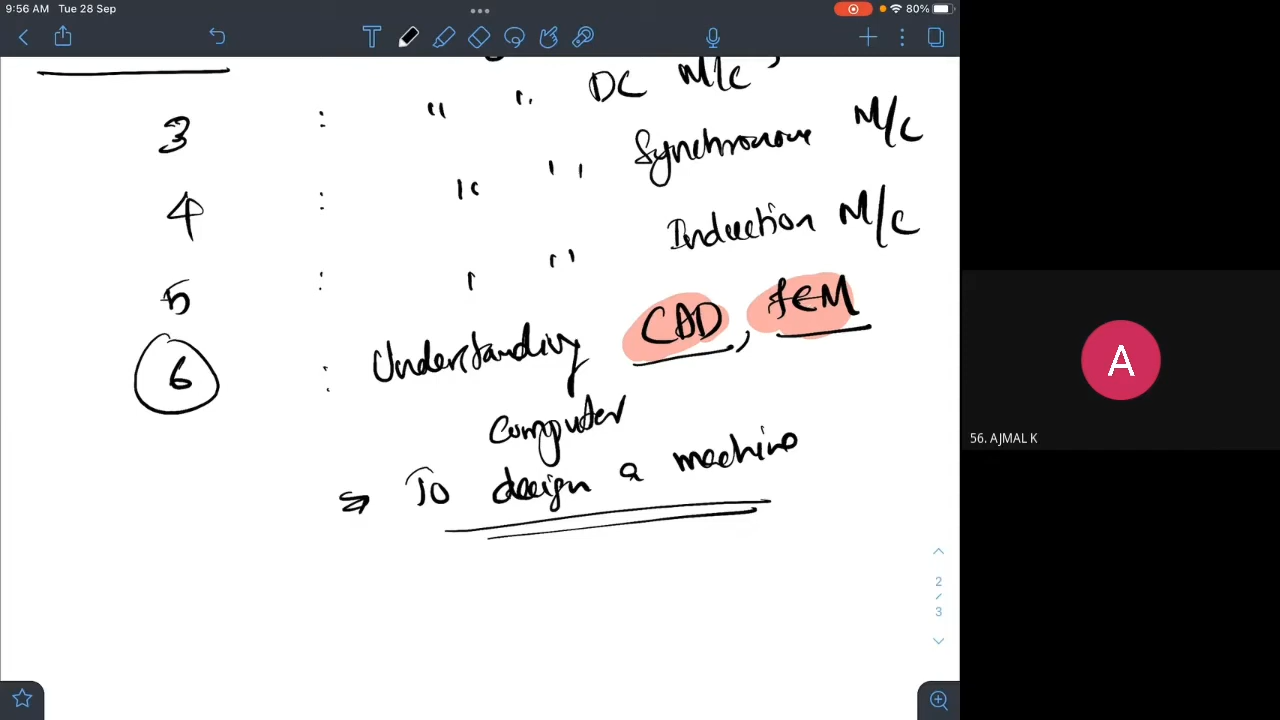 9:56 AM Tue 28 Sep
80%
T
DC M/C
3 : " "
Synchronous M/C
4 : " "
Induction M/C
5 : " "
6 : Understanding CAD, FEM
computer
⇒ To design a machine
2
/
3
A
56. AJMAL K